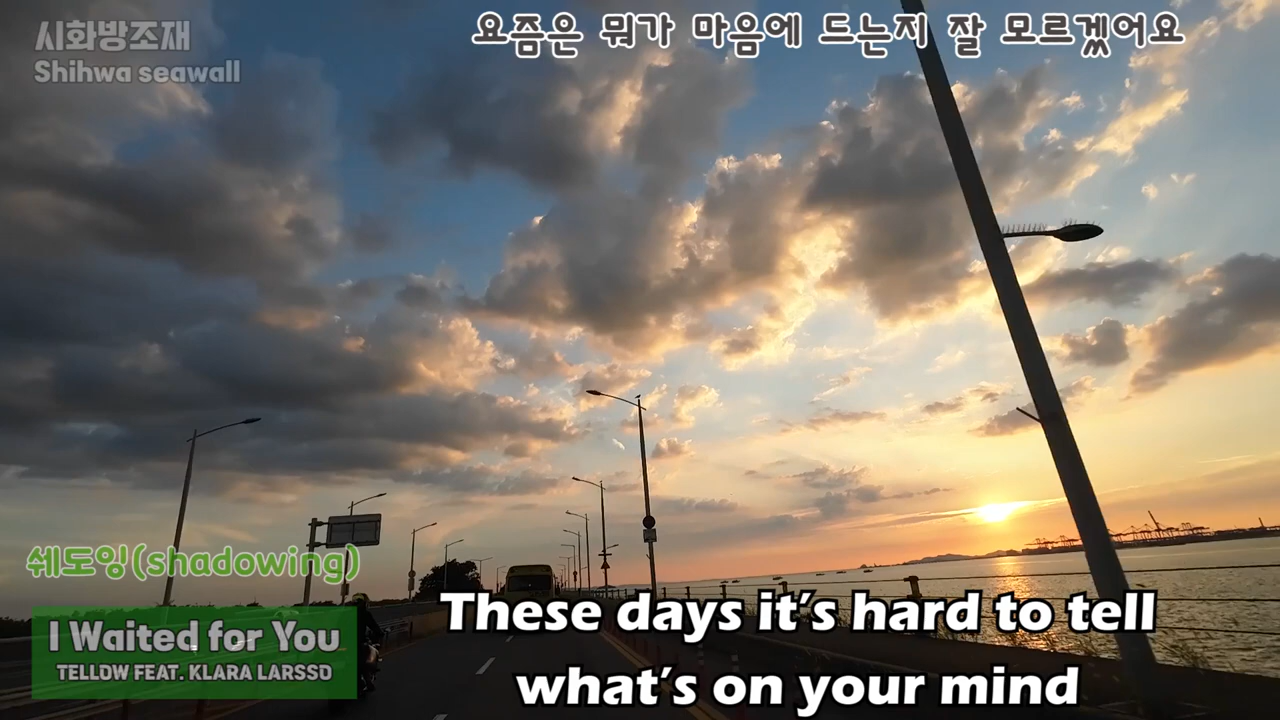 시화방조재
Shihwa seawall
요즘은 뭐가 마음에 드는지 잘 모르겠어요
쉐도잉(shadowing)
I Waited for You
TELLOW FEAT. KLARA LARSSO
These days it's hard to tell
what's on your mind